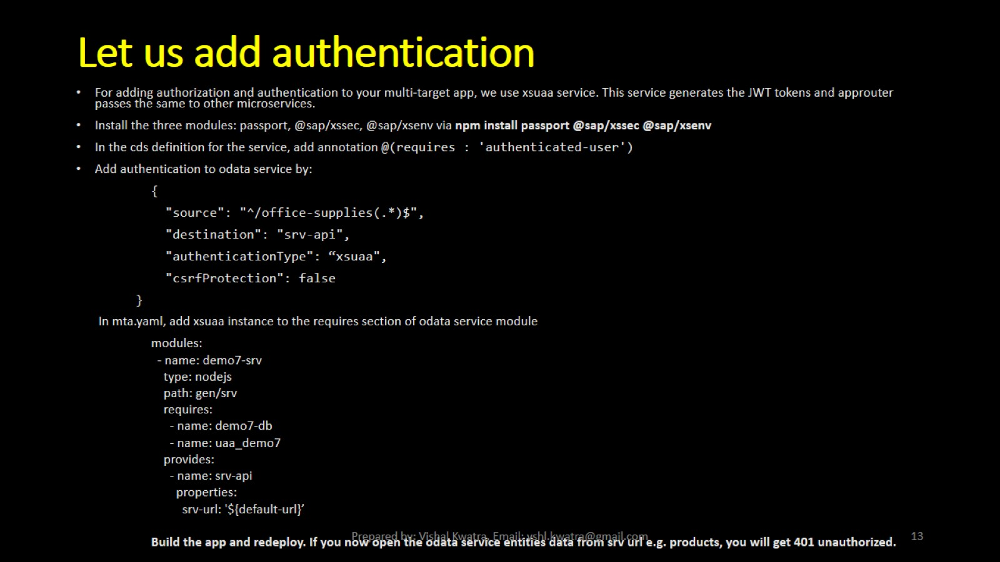 Let us add authentication
• For adding authorization and authentication to your multi-target app, we use xsuaa service. This service generates the JWT tokens and approuter
passes the same to other microservices.
• Install the three modules: passport, @sap/xssec, @sap/xsenv via npm install passport @sap/xssec @sap/xsenv
• In the cds definition for the service, add annotation @(requires : 'authenticated-user')
• Add authentication to odata service by:
{
"source": "^/office-supplies(.*)$",
"destination": "srv-api",
"authenticationType": “xsuaa",
"csrfProtection": false
}
In mta.yaml, add xsuaa instance to the requires section of odata service module
modules:
- name: demo7-srv
type: nodejs
path: gen/srv
requires:
- name: demo7-db
- name: uaa_demo7
provides:
- name: srv-api
properties:
srv-url: '${default-url}’
Prepared by: Vishal Kwatra, Email: vshl.kwatra@gmail.com
13
Build the app and redeploy. If you now open the odata service entities data from srv url e.g. products, you will get 401 unauthorized.